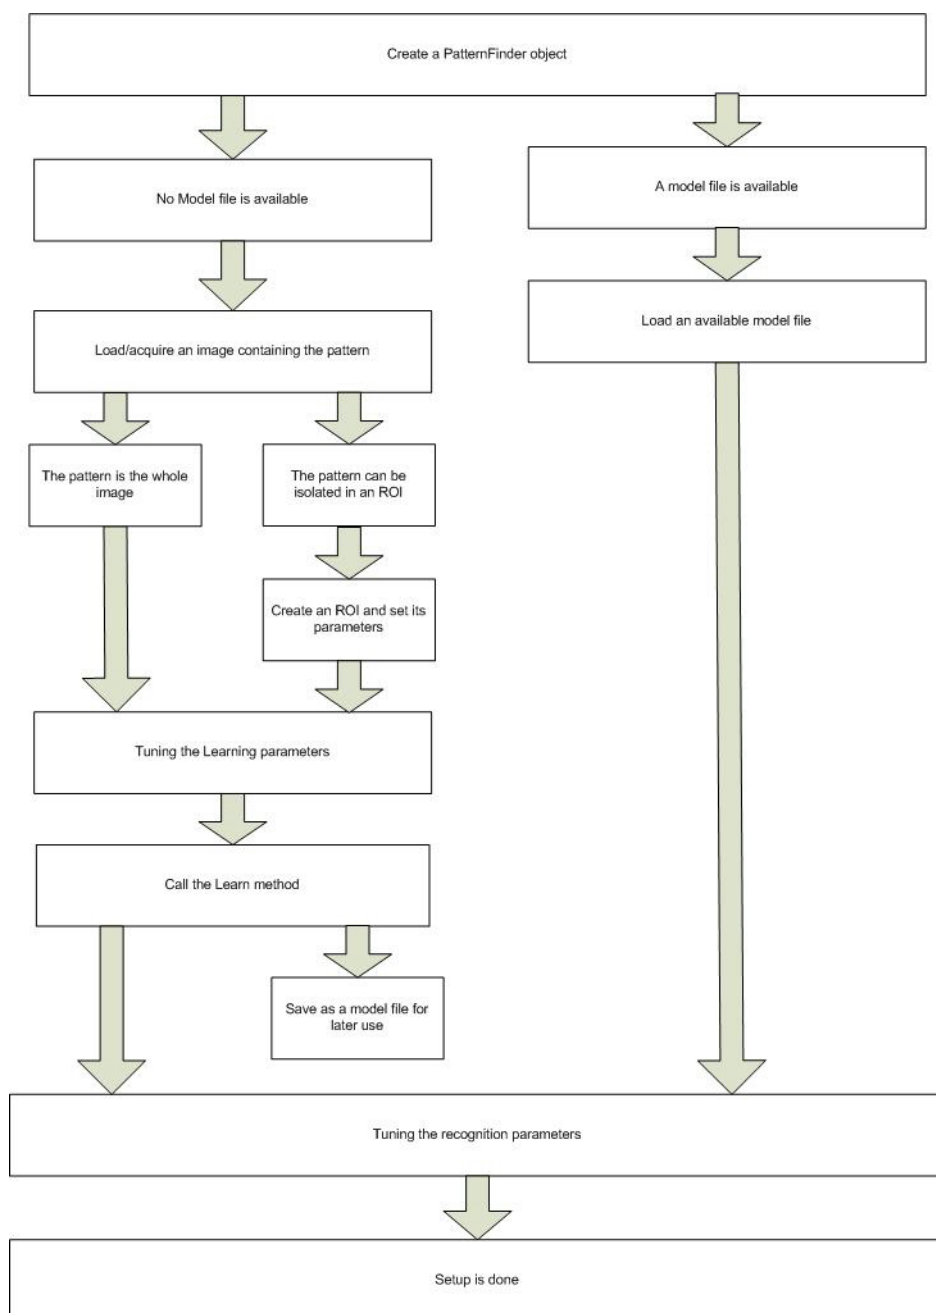 Create a PatternFinder object
No Model file is available
A model file is available
Load/acquire an image containing the pattern
Load an available model file
The pattern is the whole
image
The pattern can be
isolated in an ROI
Create an ROI and set its
parameters
Tuning the Learning parameters
Call the Learn method
Save as a model file for
later use
Tuning the recognition parameters
Setup is done